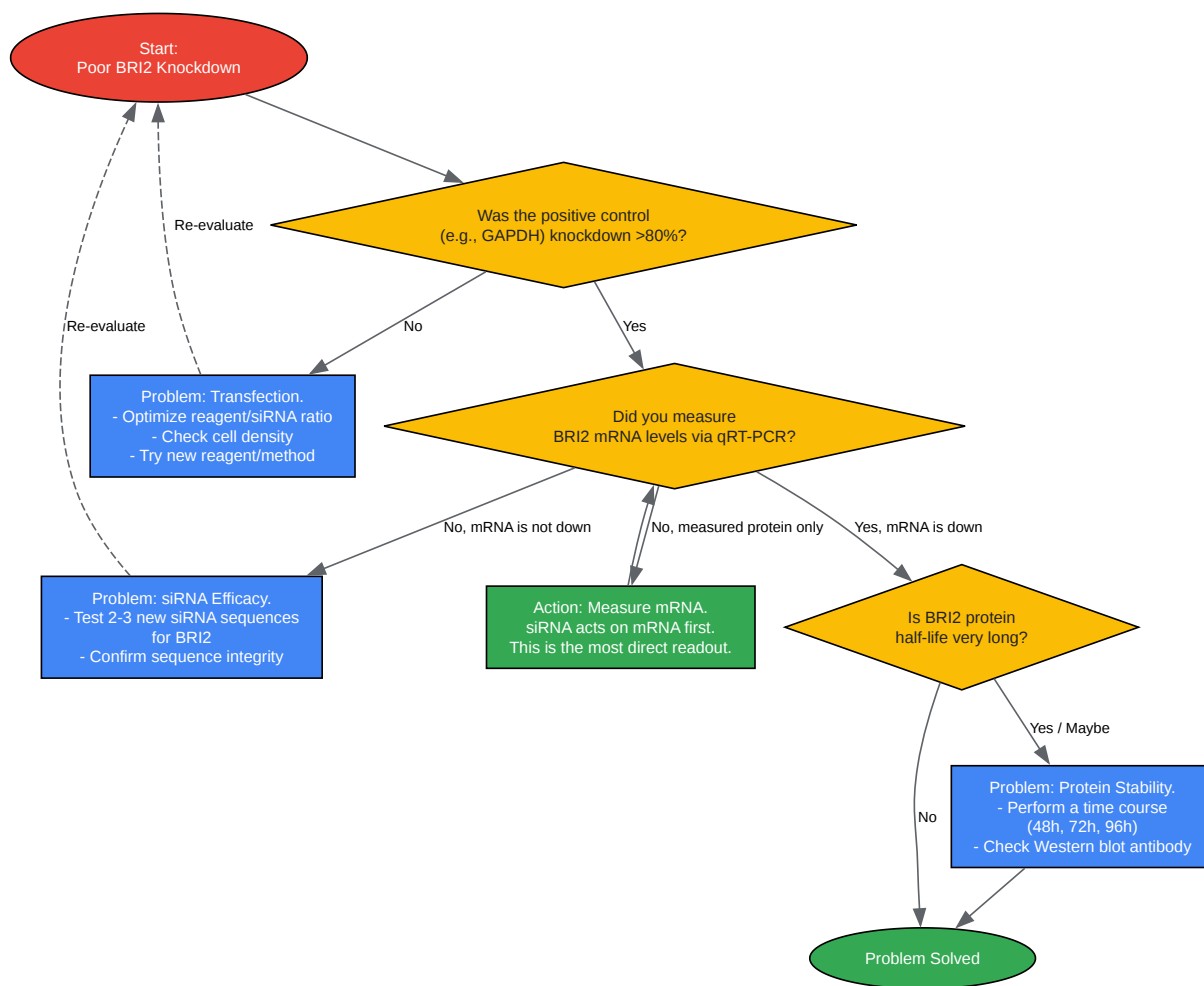 Start:
Poor BRI2 Knockdown
Was the positive control
(e.g., GAPDH) knockdown >80%?
Re-evaluate
Re-evaluate
No
Yes
Problem: Transfection.
- Optimize reagent/siRNA ratio
- Check cell density
- Try new reagent/method
Did you measure
BRI2 mRNA levels via qRT-PCR?
No, mRNA is not down
No, measured protein only
Yes, mRNA is down
Problem: siRNA Efficacy.
- Test 2-3 new siRNA sequences
for BRI2
- Confirm sequence integrity
Action: Measure mRNA.
siRNA acts on mRNA first.
This is the most direct readout.
Is BRI2 protein
half-life very long?
Yes / Maybe
No
Problem: Protein Stability.
- Perform a time course
(48h, 72h, 96h)
- Check Western blot antibody
Problem Solved